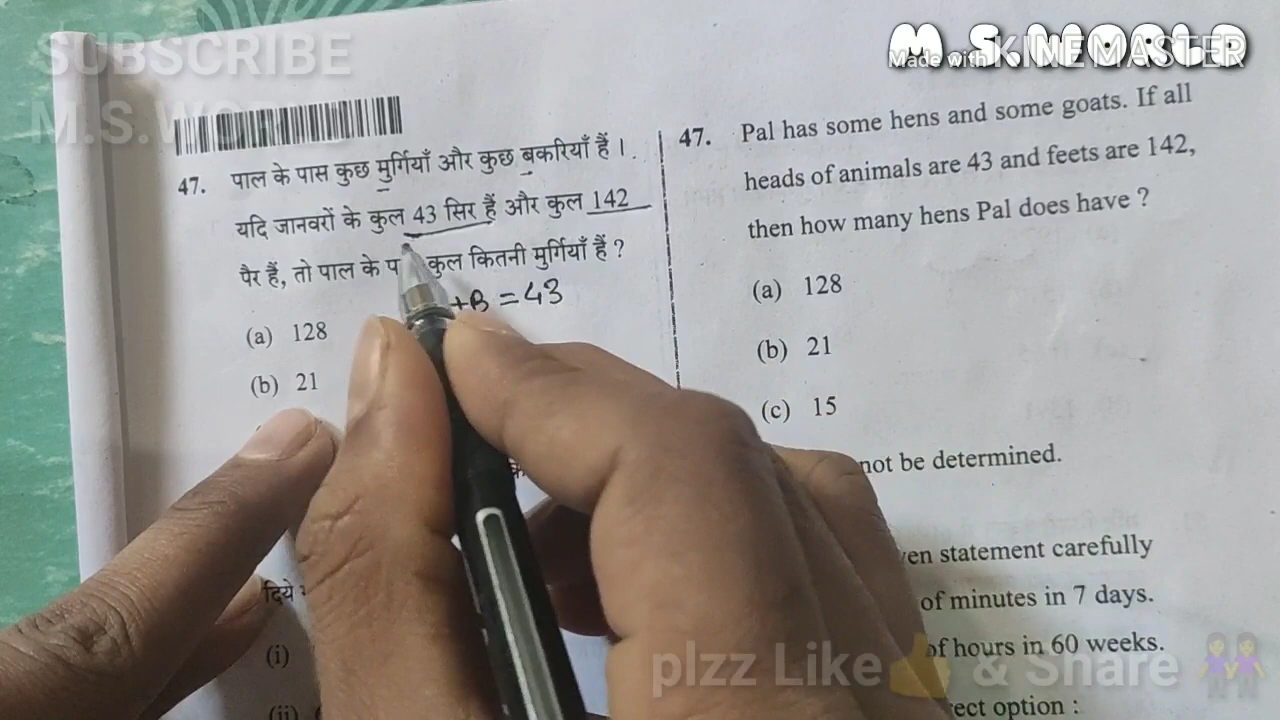 SUBSCRIBE
M.S.WOR
M.S.WORLD
Made with KINEMASTER
47. पाल के पास कुछ मुर्गियाँ और कुछ बकरियाँ हैं ।
यदि जानवरों के कुल 43 सिर हैं और कुल 142
पैर हैं, तो पाल के कुल कितनी मुर्गियाँ हैं ?
+B = 43
(a) 128
(b) 21
दिये
(i)
(ii)
47. Pal has some hens and some goats. If all
heads of animals are 43 and feets are 142,
then how many hens Pal does have ?
(a) 128
(b) 21
(c) 15
not be determined.
statement carefully
of minutes in 7 days.
of hours in 60 weeks.
option :
plzz Like & Share